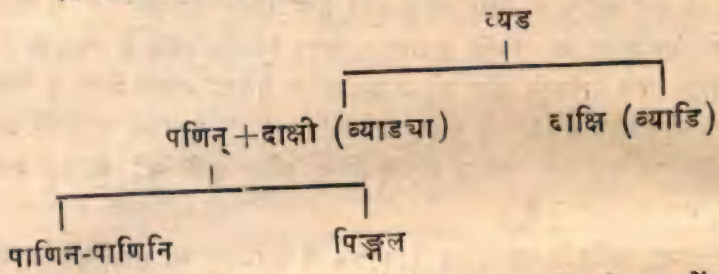 व्यड
पणिन् + दाक्षी (व्याड्या) दाक्षि (व्याडि)
पाणिन-पाणिनि पिङ्गल